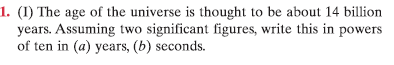 1. (I) The age of the universe is thought to be about 14 billion
years. Assuming two significant figures, write this in powers
of ten in (a) years, (b) seconds.